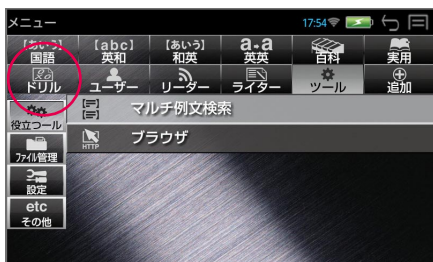 メニュー 17:54
【あいう】 【abc】 【あいう】 a→a
国語 英和 和英 英英 百科 実用
ドリル ユーザー リーダー ライター ツール 追加
役立つール
マルチ例文検索
HTTP ブラウザ
ファイル管理
設定
etc
その他